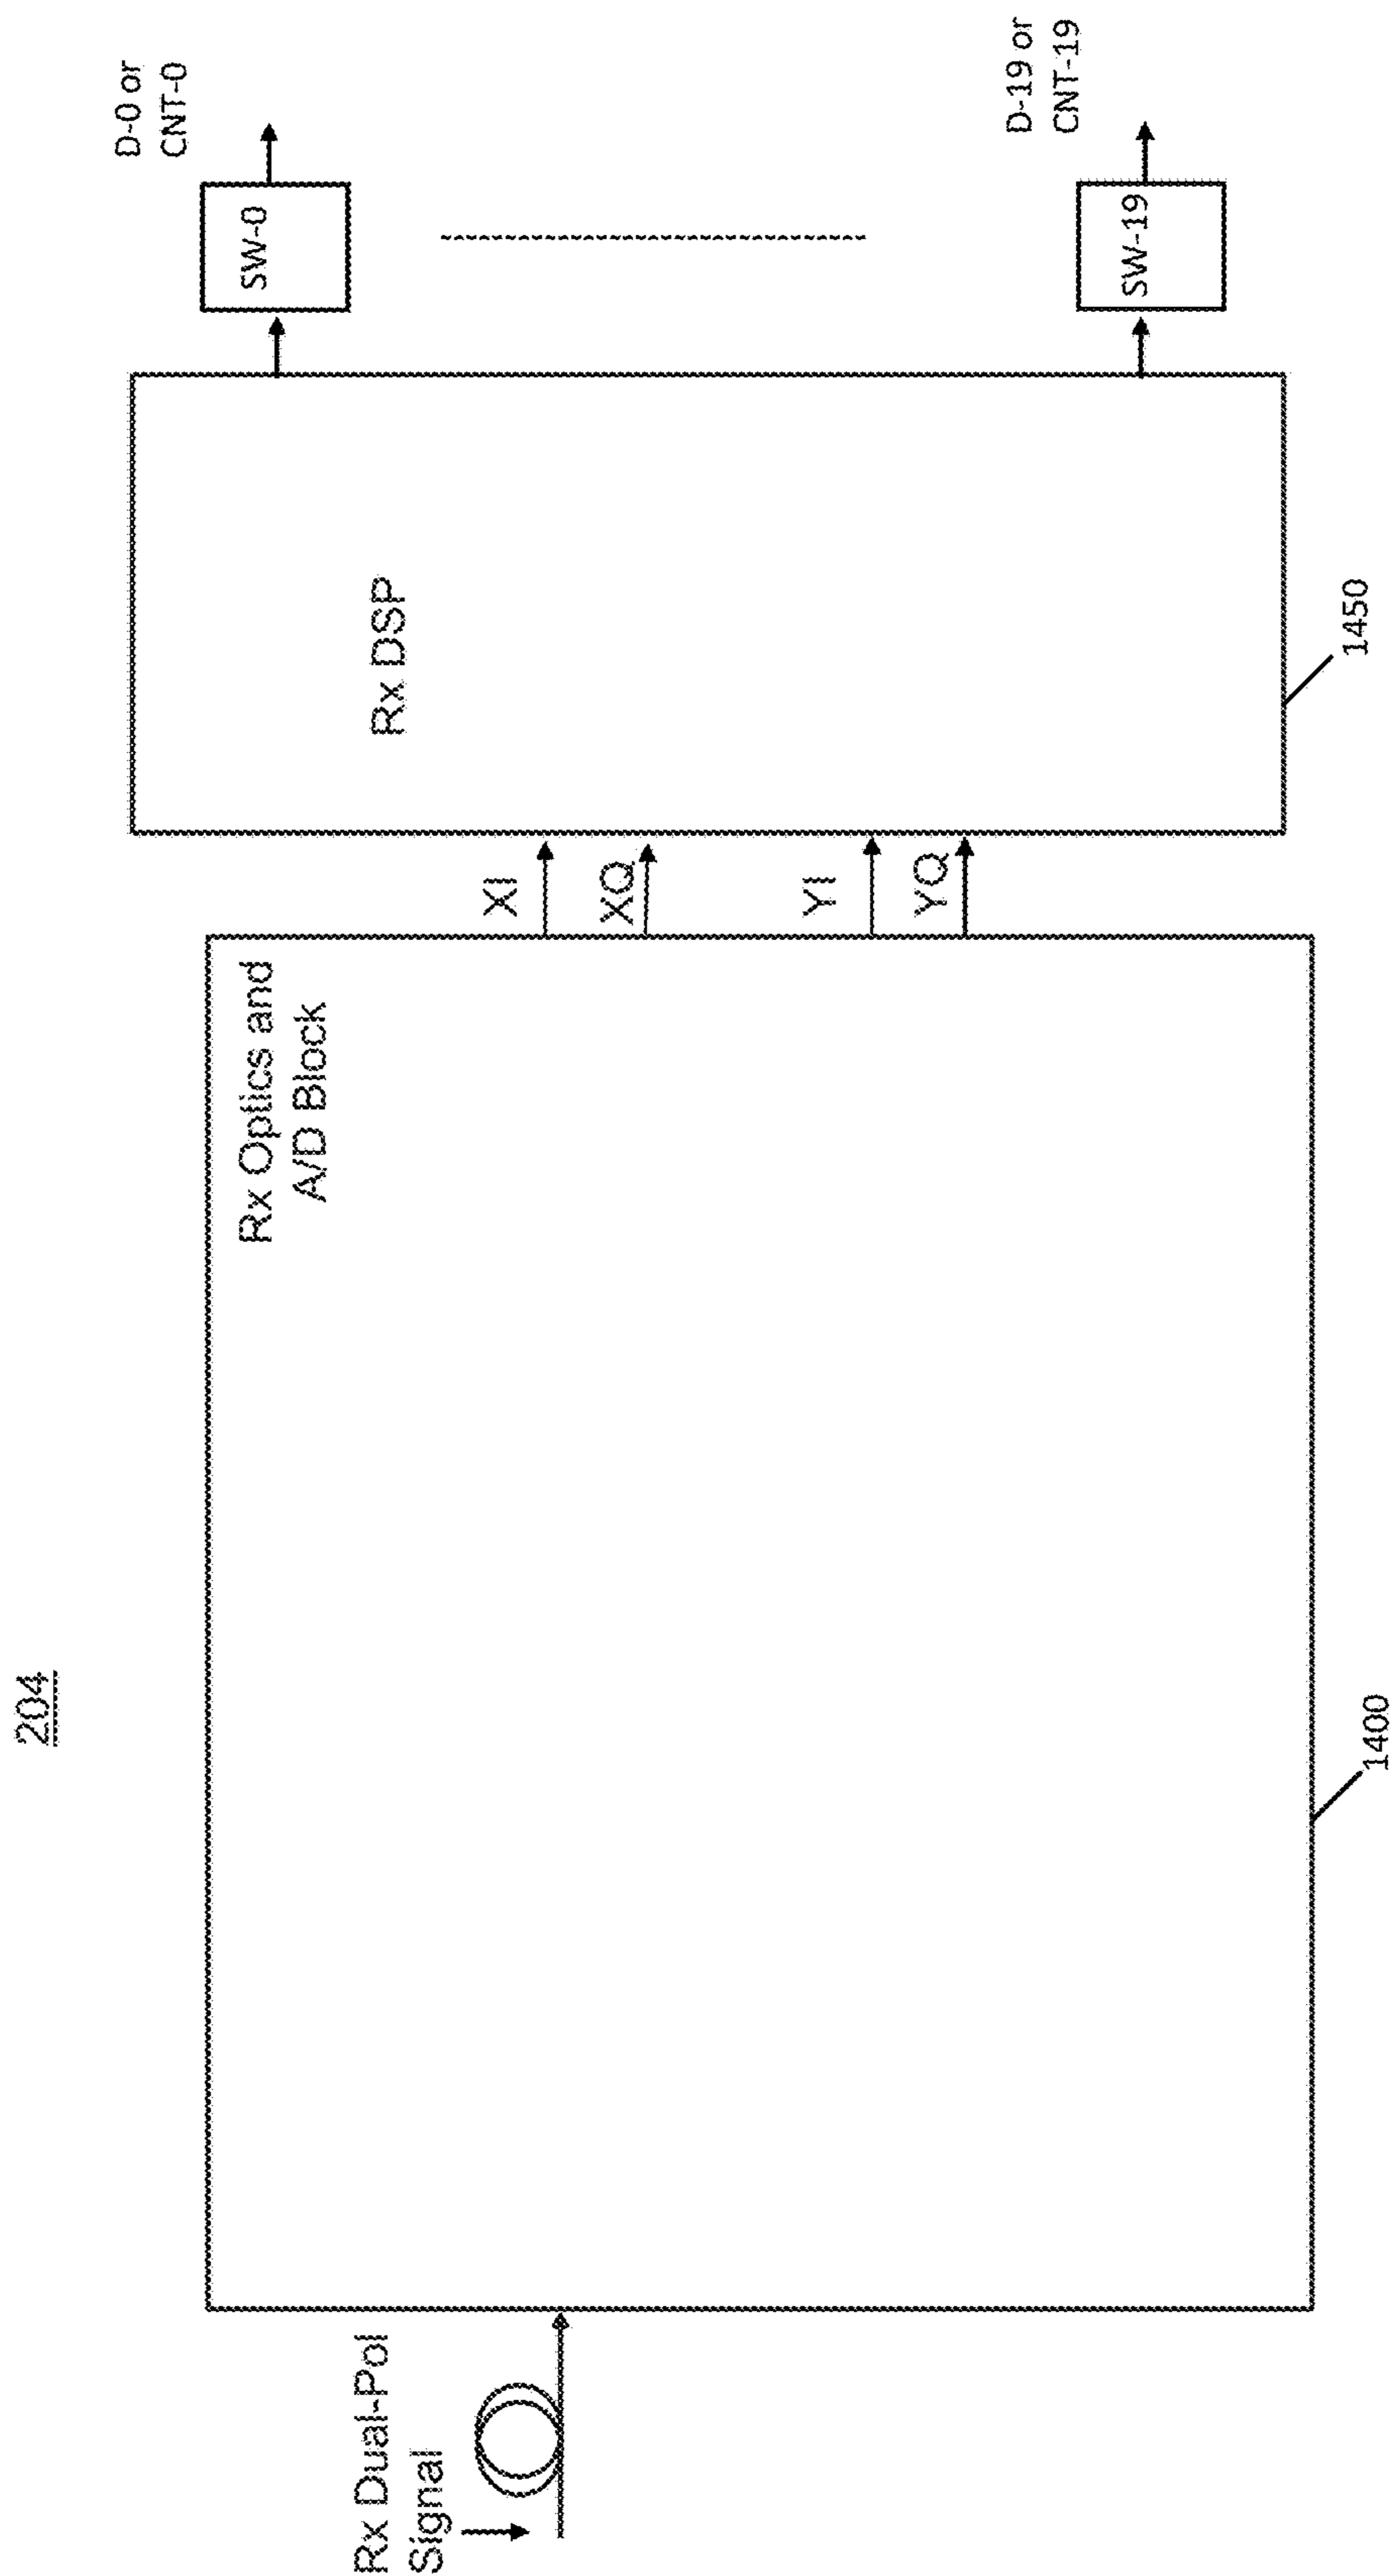 204
Rx Dual-Pol
Signal
Rx Optics and
A/D Block
1400
XI
XQ
YI
YQ
Rx DSP
1450
SW-0
D-0 or
CNT-0
SW-19
D-19 or
CNT-19